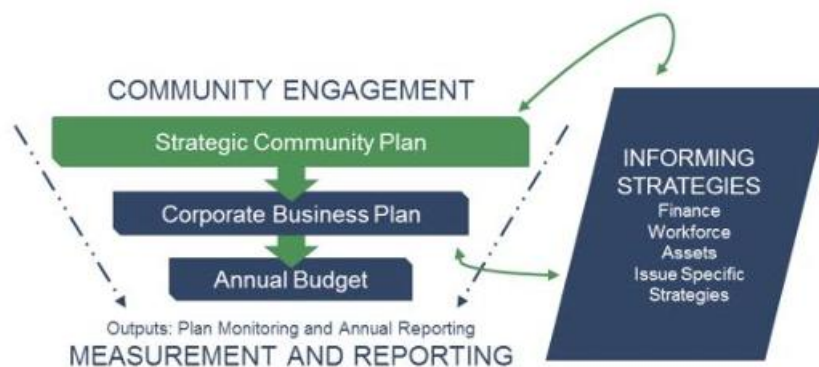 COMMUNITY ENGAGEMENT
Strategic Community Plan
Corporate Business Plan
Annual Budget
Outputs: Plan Monitoring and Annual Reporting
MEASUREMENT AND REPORTING
INFORMING
STRATEGIES
Finance
Workforce
Assets
Issue Specific
Strategies